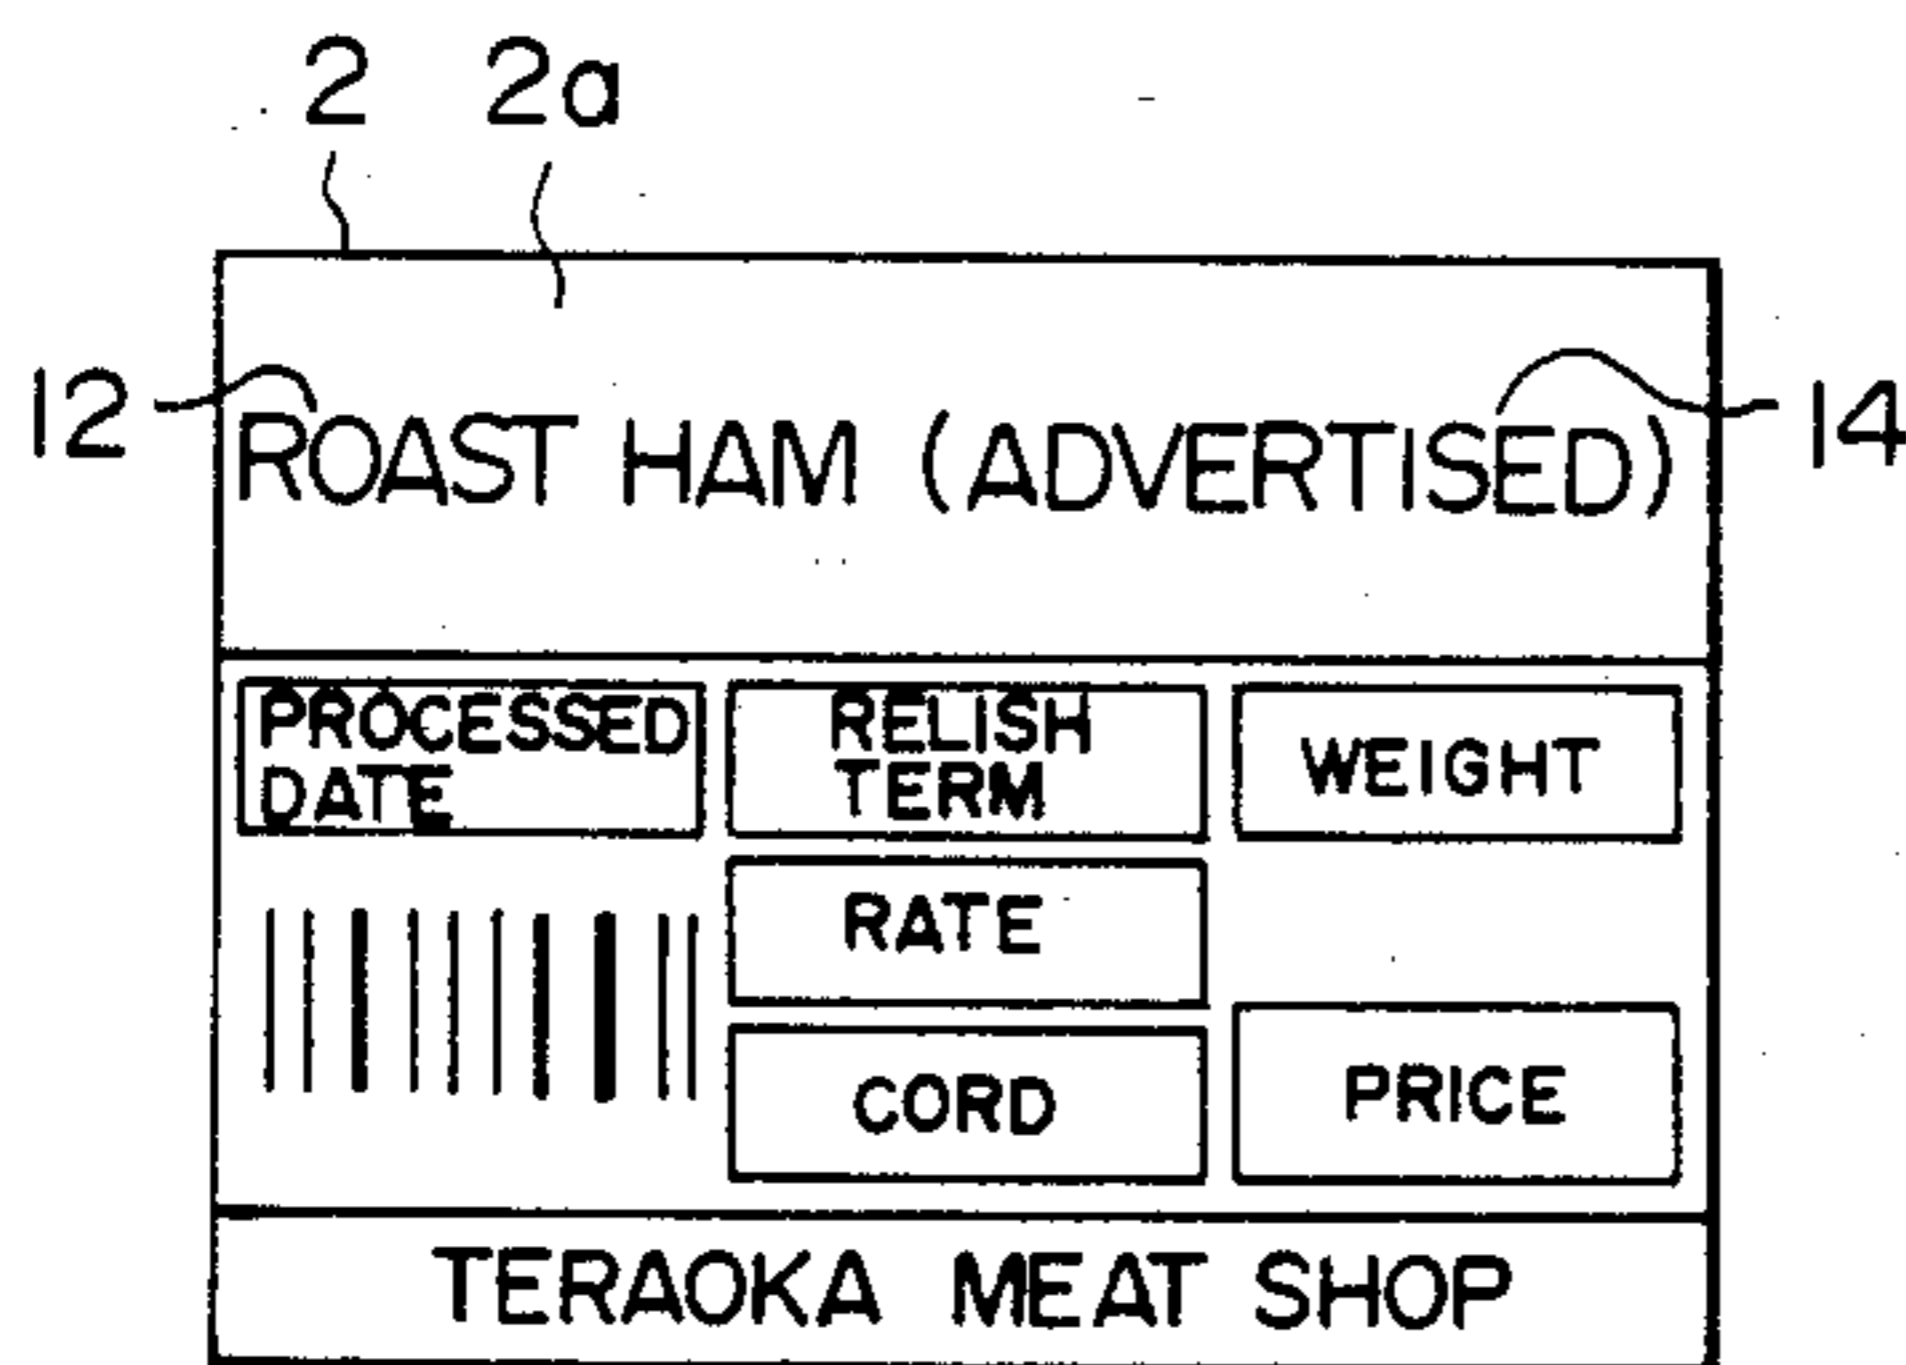 2 2a
12 14
ROAST HAM (ADVERTISED)
PROCESSED DATE
RELISH TERM
WEIGHT
RATE
CORD
PRICE
TERAOKA MEAT SHOP